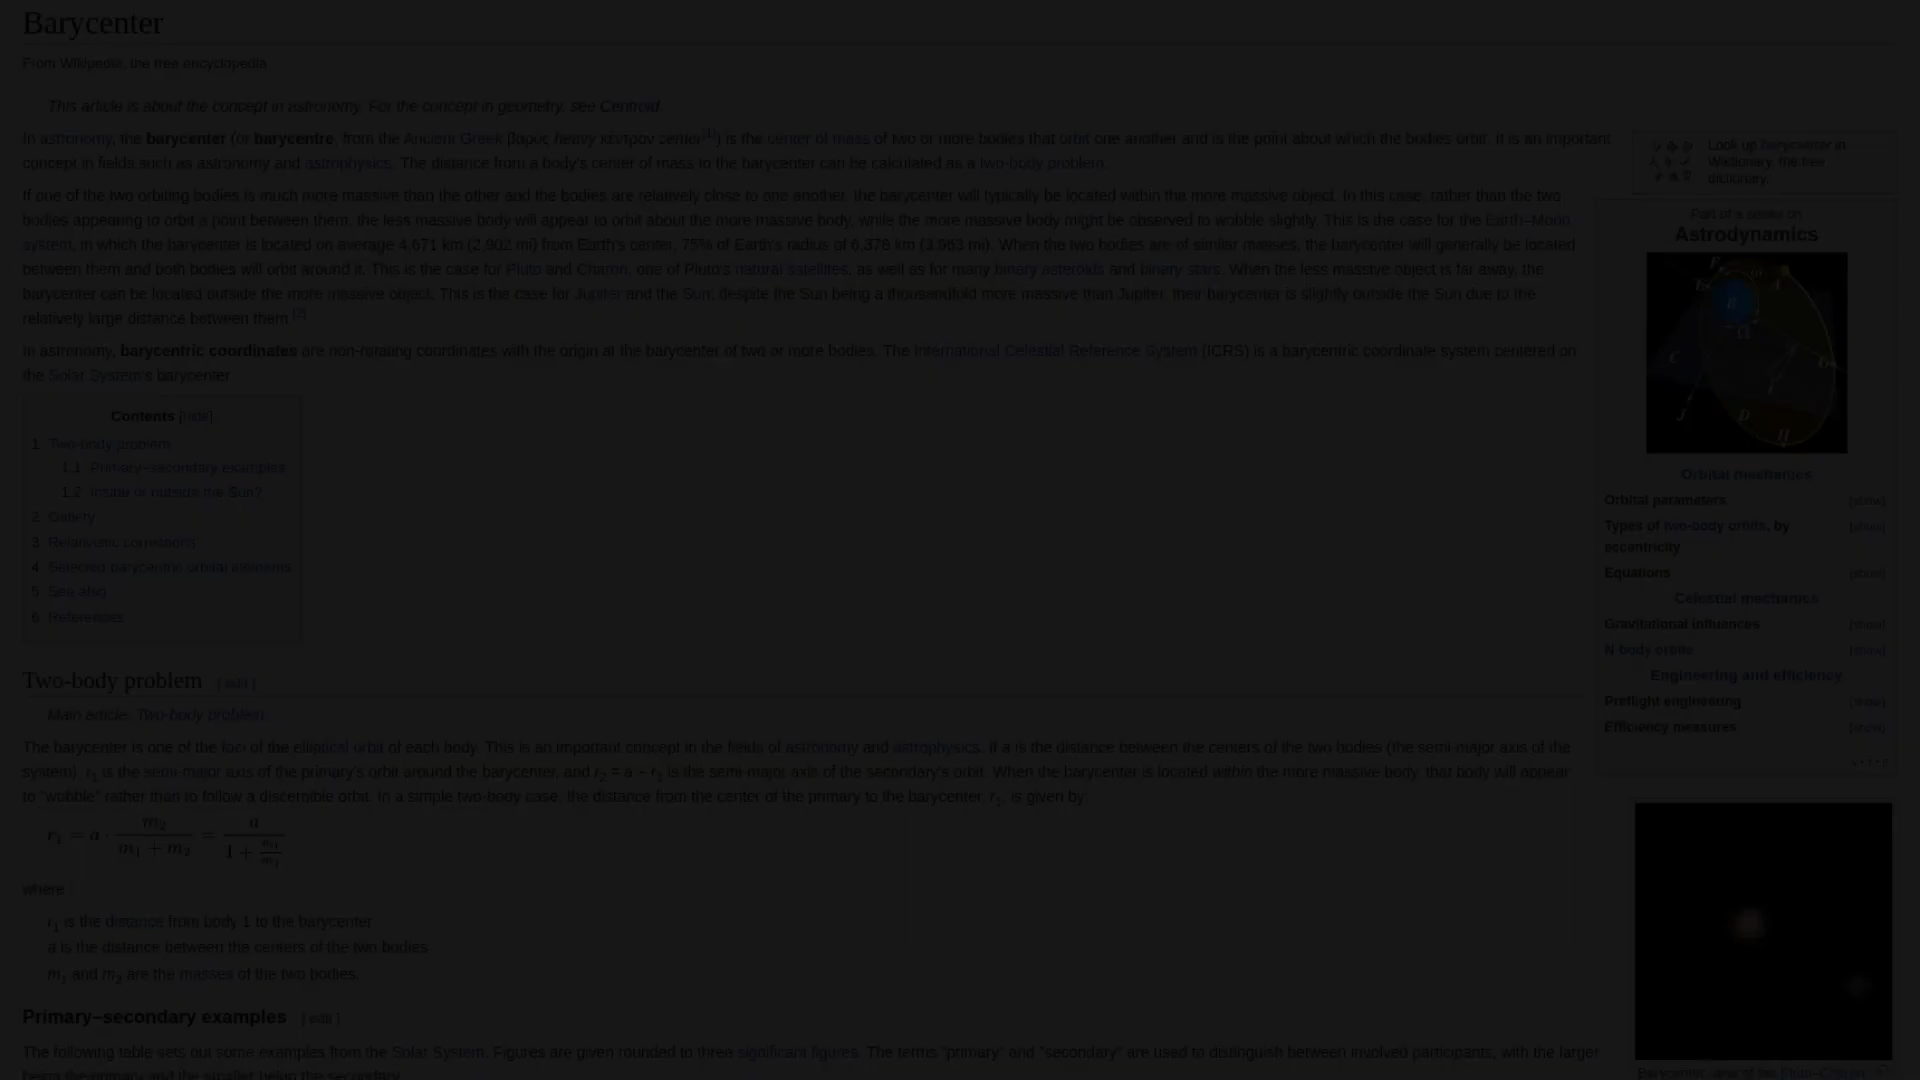 Barycenter
From Wikipedia, the free encyclopedia
This article is about the concept in astronomy. For the concept in geometry, see Centroid.
In astronomy, the barycenter (or barycentre, from the Ancient Greek βαρύς heavy κέντρον center[1]) is the center of mass of two or more bodies that orbit one another and is the point about which the bodies orbit. It is an important
concept in fields such as astronomy and astrophysics. The distance from a body's center of mass to the barycenter can be calculated as a two-body problem.
If one of the two orbiting bodies is much more massive than the other and the bodies are relatively close to one another, the barycenter will typically be located within the more massive object. In this case, rather than the two
bodies appearing to orbit a point between them, the less massive body will appear to orbit about the more massive body, while the more massive body might be observed to wobble slightly. This is the case for the Earth–Moon
system, in which the barycenter is located on average 4,671 km (2,902 mi) from Earth's center, 75% of Earth's radius of 6,378 km (3,963 mi). When the two bodies are of similar masses, the barycenter will generally be located
between them and both bodies will orbit around it. This is the case for Pluto and Charon, one of Pluto's natural satellites, as well as for many binary asteroids and binary stars. When the less massive object is far away, the
barycenter can be located outside the more massive object. This is the case for Jupiter and the Sun; despite the Sun being a thousandfold more massive than Jupiter, their barycenter is slightly outside the Sun due to the
relatively large distance between them.[2]
In astronomy, barycentric coordinates are non-rotating coordinates with the origin at the barycenter of two or more bodies. The International Celestial Reference System (ICRS) is a barycentric coordinate system centered on
the Solar System's barycenter.
Contents [hide]
1 Two-body problem
1.1 Primary–secondary examples
1.2 Inside or outside the Sun?
2 Gallery
3 Relativistic corrections
4 Selected barycentric orbital elements
5 See also
6 References
Look up barycenter in
Wiktionary, the free
dictionary.
Part of a series on
Astrodynamics
Orbital mechanics
Orbital parameters [show]
Types of two-body orbits, by [show]
eccentricity
Equations [show]
Celestial mechanics
Gravitational influences [show]
N-body orbits [show]
Engineering and efficiency
Preflight engineering [show]
Efficiency measures [show]
v • t • e
Two-body problem [ edit ]
Main article: Two-body problem
The barycenter is one of the foci of the elliptical orbit of each body. This is an important concept in the fields of astronomy and astrophysics. If a is the distance between the centers of the two bodies (the semi-major axis of the
system), r1 is the semi-major axis of the primary's orbit around the barycenter, and r2 = a − r1 is the semi-major axis of the secondary's orbit. When the barycenter is located within the more massive body, that body will appear
to "wobble" rather than to follow a discernible orbit. In a simple two-body case, the distance from the center of the primary to the barycenter, r1, is given by:
r1 = a · m2 / (m1 + m2) = a / (1 + m1/m2)
where :
r1 is the distance from body 1 to the barycenter
a is the distance between the centers of the two bodies
m1 and m2 are the masses of the two bodies.
Primary–secondary examples [ edit ]
The following table sets out some examples from the Solar System. Figures are given rounded to three significant figures. The terms "primary" and "secondary" are used to distinguish between involved participants, with the larger
being the primary and the smaller being the secondary.